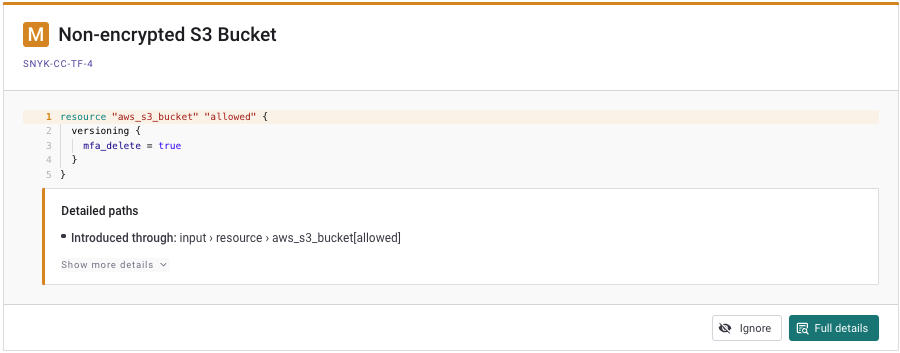 M Non-encrypted S3 Bucket
SNYK-CC-TF-4
1 resource "aws_s3_bucket" "allowed" {
2 versioning {
3 mfa_delete = true
4 }
5 }
Detailed paths
• Introduced through: input › resource › aws_s3_bucket[allowed]
Show more details
Ignore
Full details